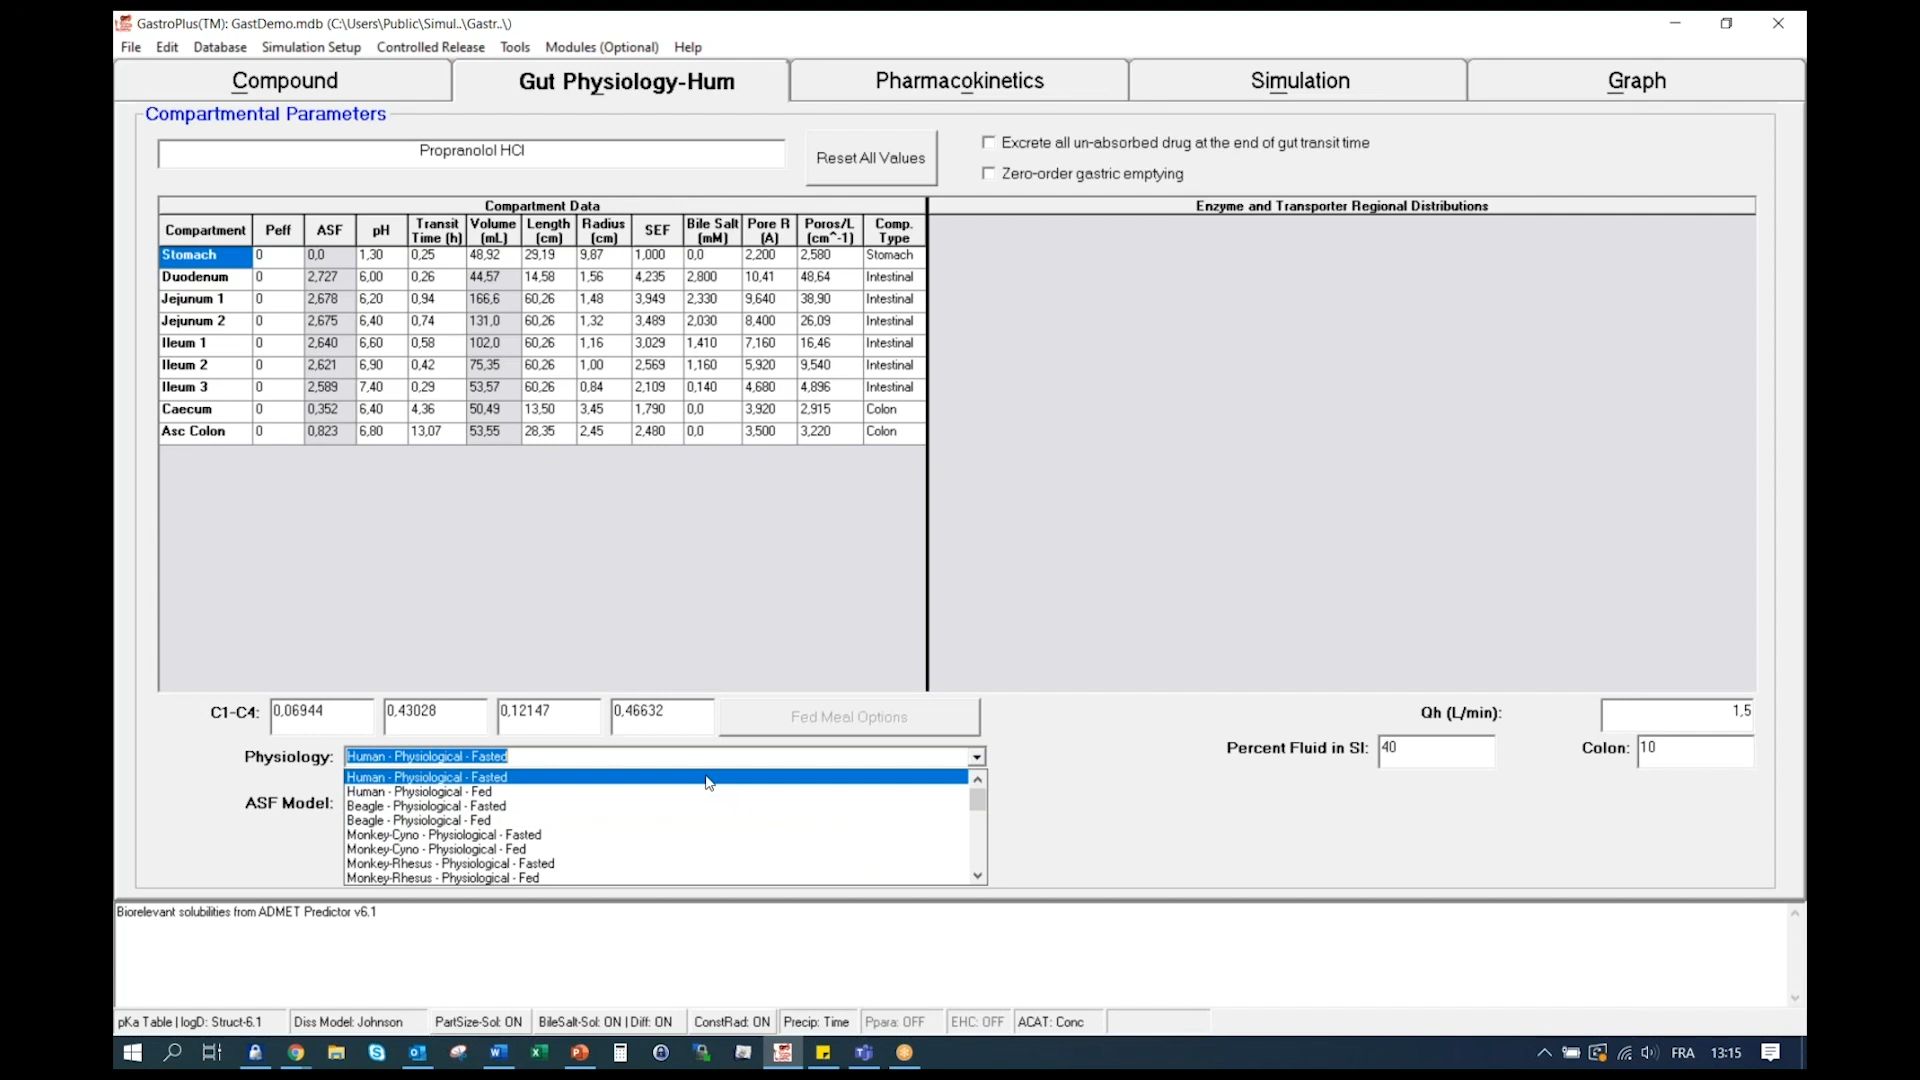 GastroPlus(TM): GastDemo.mdb (C:\Users\Public\Simul..\Gastr..\)
File Edit Database Simulation Setup Controlled Release Tools Modules (Optional) Help
Compound Gut Physiology-Hum Pharmacokinetics Simulation Graph
Compartmental Parameters
Propranolol HCl
Reset All Values
Excrete all un-absorbed drug at the end of gut transit time
Zero-order gastric emptying
Compartment Data Enzyme and Transporter Regional Distributions
Compartment Peff ASF pH Transit Time (h) Volume (mL) Length (cm) Radius (cm) SEF Bile Salt (mM) Pore R (A) Poros/L (cm^-1) Comp. Type
Stomach 0 0,0 1,30 0,25 48,92 29,19 9,87 1,000 0,0 2,200 2,580 Stomach
Duodenum 0 2,727 6,00 0,26 44,57 14,58 1,56 4,235 2,800 10,41 48,64 Intestinal
Jejunum 1 0 2,678 6,20 0,94 166,6 60,26 1,48 3,949 2,330 9,640 38,90 Intestinal
Jejunum 2 0 2,675 6,40 0,74 131,0 60,26 1,32 3,489 2,030 8,400 26,09 Intestinal
Ileum 1 0 2,640 6,60 0,58 102,0 60,26 1,16 3,029 1,410 7,160 16,46 Intestinal
Ileum 2 0 2,621 6,90 0,42 75,35 60,26 1,00 2,569 1,160 5,920 9,540 Intestinal
Ileum 3 0 2,589 7,40 0,29 53,57 60,26 0,84 2,109 0,140 4,680 4,896 Intestinal
Caecum 0 0,352 6,40 4,36 50,49 13,50 3,45 1,790 0,0 3,920 2,915 Colon
Asc Colon 0 0,823 6,80 13,07 53,55 28,35 2,45 2,480 0,0 3,500 3,220 Colon
C1-C4: 0,06944 0,43028 0,12147 0,46632 Fed Meal Options Qh (L/min): 1,5
Physiology: Human - Physiological - Fasted Percent Fluid in SI: 40 Colon: 10
Human - Physiological - Fasted
Human - Physiological - Fed
ASF Model: Beagle - Physiological - Fasted
Beagle - Physiological - Fed
Monkey-Cyno - Physiological - Fasted
Monkey-Cyno - Physiological - Fed
Monkey-Rhesus - Physiological - Fasted
Monkey-Rhesus - Physiological - Fed
Biorelevant solubilities from ADMET Predictor v6.1
pKa Table | logD: Struct-6.1 Diss Model: Johnson PartSize-Sol: ON BileSalt-Sol: ON | Diff: ON ConstRad: ON Precip: Time Ppara: OFF EHC: OFF ACAT: Conc
FRA 13:15